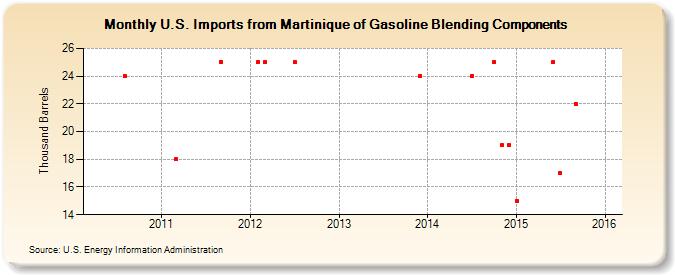 Monthly U.S. Imports from Martinique of Gasoline Blending Components
Thousand Barrels
26
24
22
20
18
16
14
2011 2012 2013 2014 2015 2016
Source: U.S. Energy Information Administration